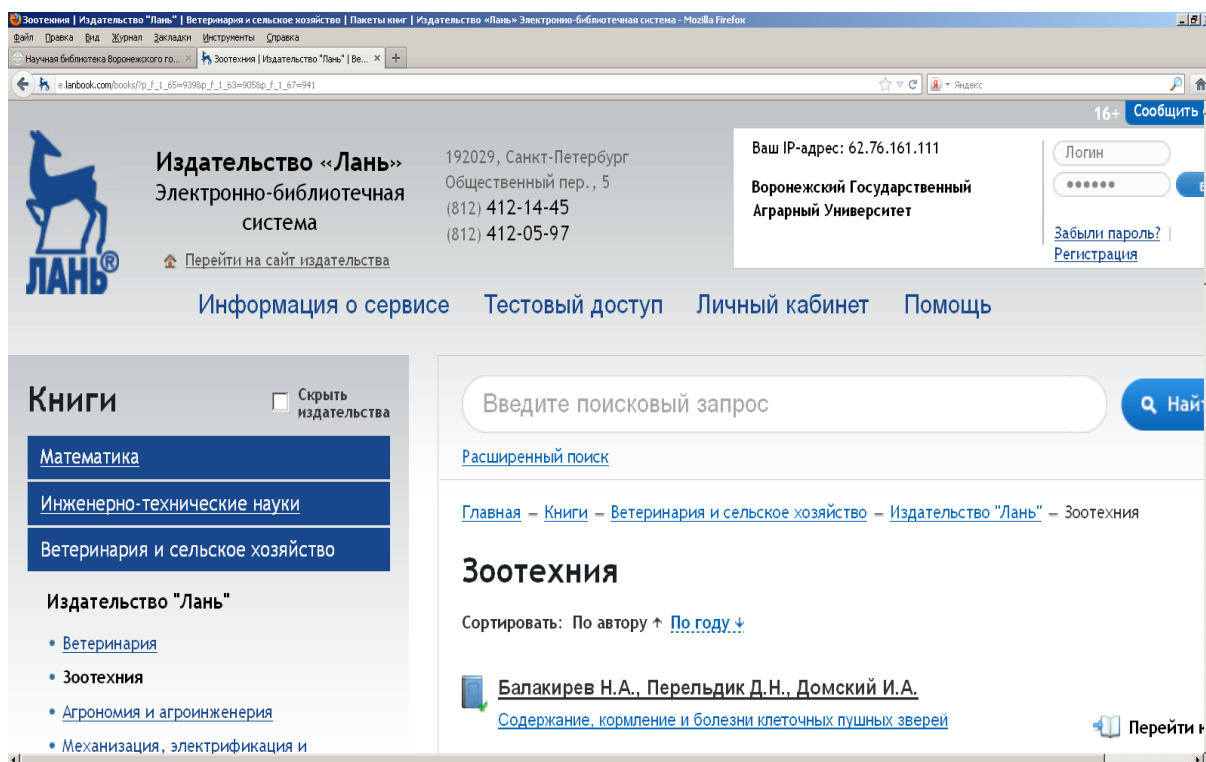 Зоотехния | Издательство "Лань" | Ветеринария и сельское хозяйство | Пакеты книг | Издательство «Лань» Электронно-библиотечная система - Mozilla Firefox
Файл Правка Вид Журнал Закладки Инструменты Справка
Научная библиотека Воронежского го...
Зоотехния | Издательство "Лань" | Ве...
e.lanbook.com/books/?p_f_1_65=939&p_f_1_63=905&p_f_1_67=941
Яндекс
16+ Сообщить
ЛАНЬ®
Издательство «Лань»
Электронно-библиотечная
система
Перейти на сайт издательства
192029, Санкт-Петербург
Общественный пер., 5
(812) 412-14-45
(812) 412-05-97
Ваш IP-адрес: 62.76.161.111
Воронежский Государственный
Аграрный Университет
Логин
Забыли пароль? |
Регистрация
Информация о сервисе Тестовый доступ Личный кабинет Помощь
Книги
Скрыть
издательства
Математика
Инженерно-технические науки
Ветеринария и сельское хозяйство
Издательство "Лань"
• Ветеринария
• Зоотехния
• Агрономия и агроинженерия
• Механизация, электрификация и
Введите поисковый запрос
Най
Расширенный поиск
Главная – Книги – Ветеринария и сельское хозяйство – Издательство "Лань" – Зоотехния
Зоотехния
Сортировать: По автору ↑ По году ↓
Балакирев Н.А., Перельдик Д.Н., Домский И.А.
Содержание, кормление и болезни клеточных пушных зверей
Перейти к